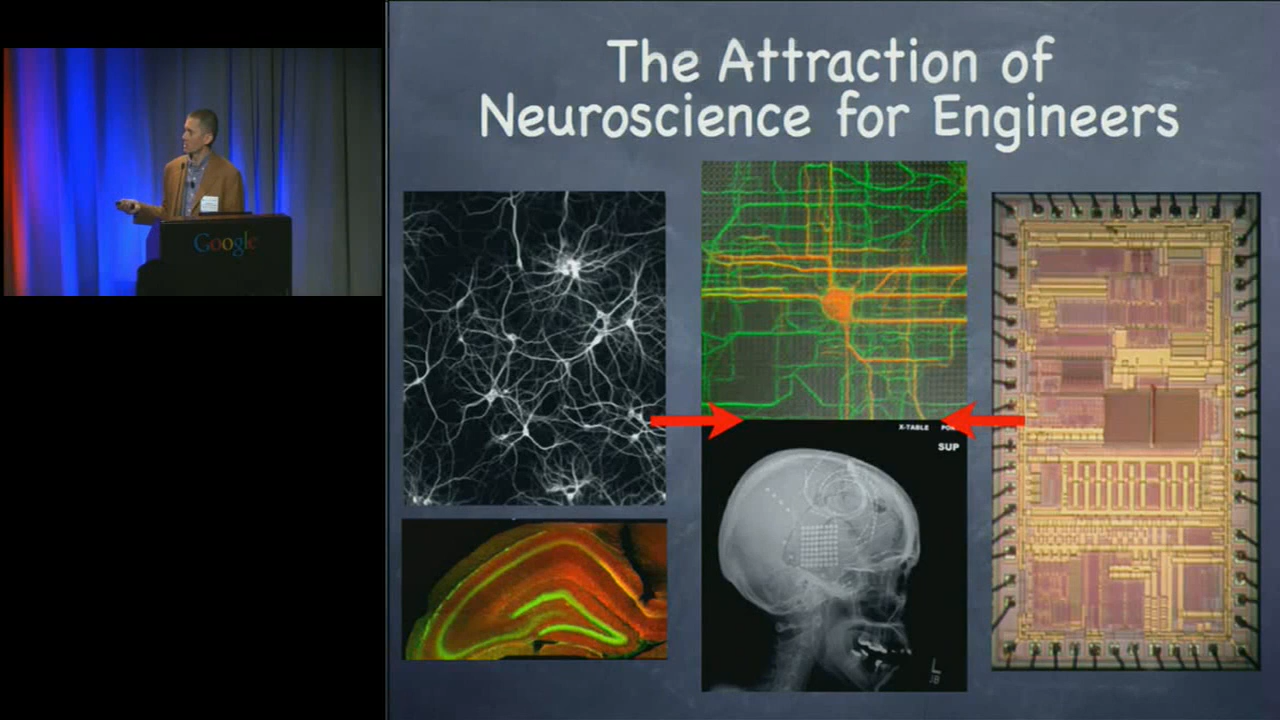 The Attraction of
Neuroscience for Engineers
Google
X-TABLE
SUP
L